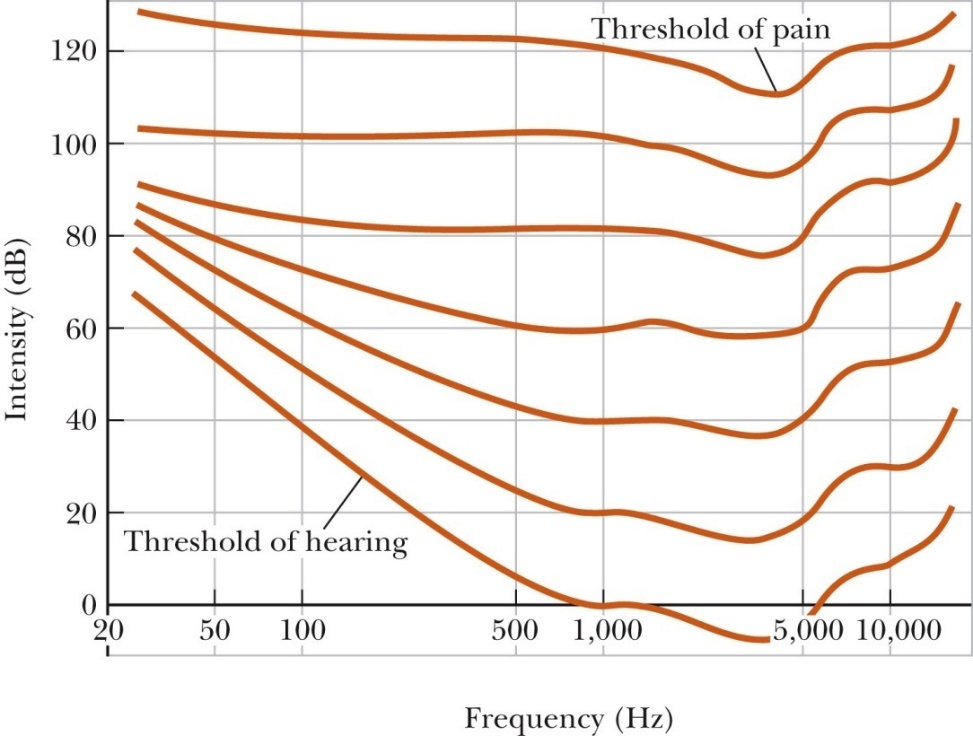 Threshold of pain
120
100
80
60
40
20
0
Intensity (dB)
Threshold of hearing
20 50 100 500 1,000 5,000 10,000
Frequency (Hz)